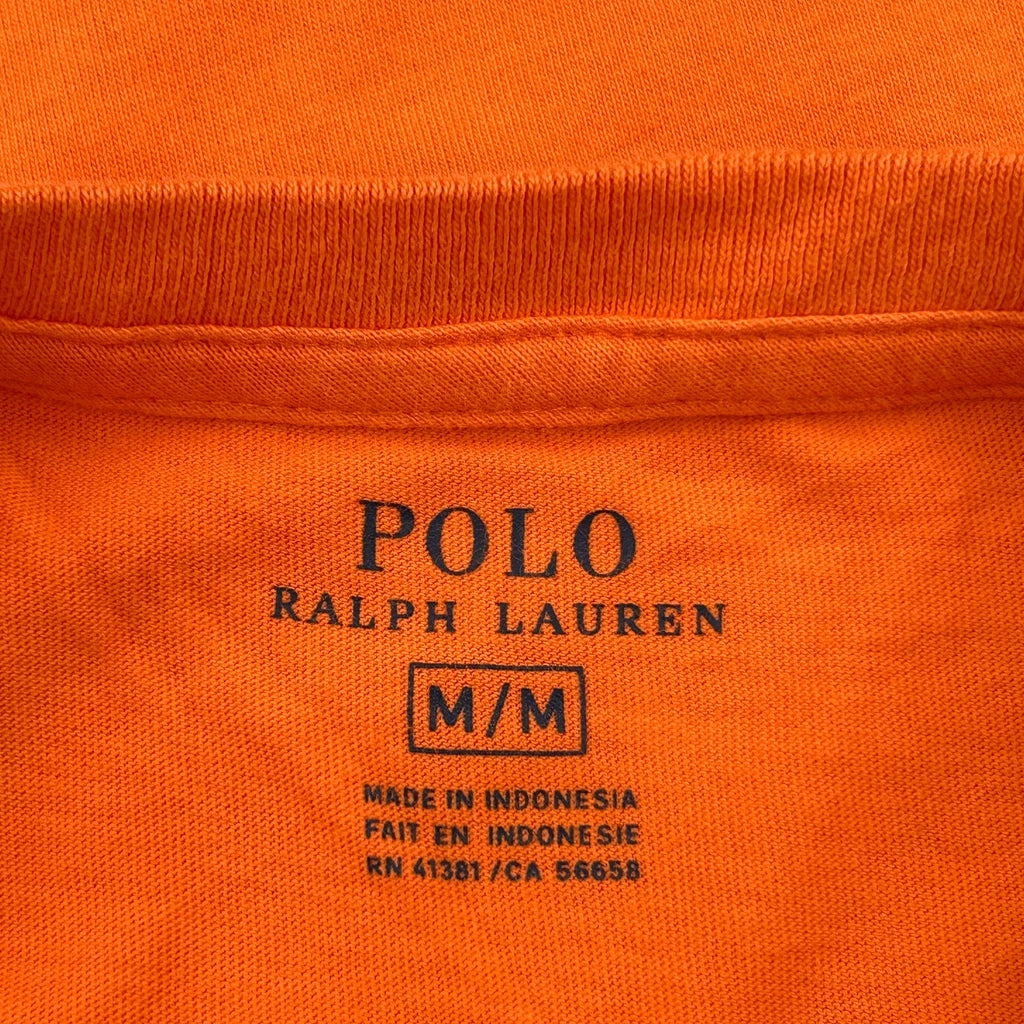 POLO
RALPH LAUREN
M/M
MADE IN INDONESIA
FAIT EN INDONESIE
RN 41381 /CA 56658